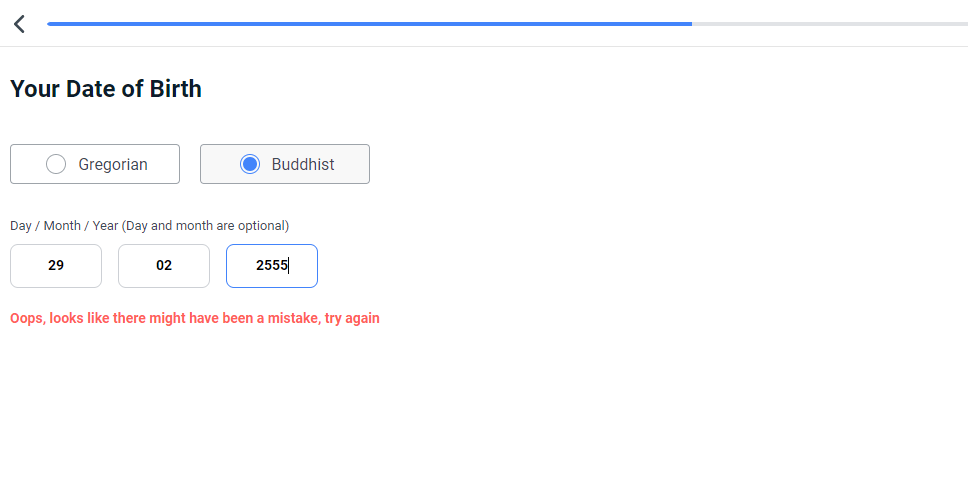 Your Date of Birth
Gregorian
Buddhist
Day / Month / Year (Day and month are optional)
29
02
2555
Oops, looks like there might have been a mistake, try again